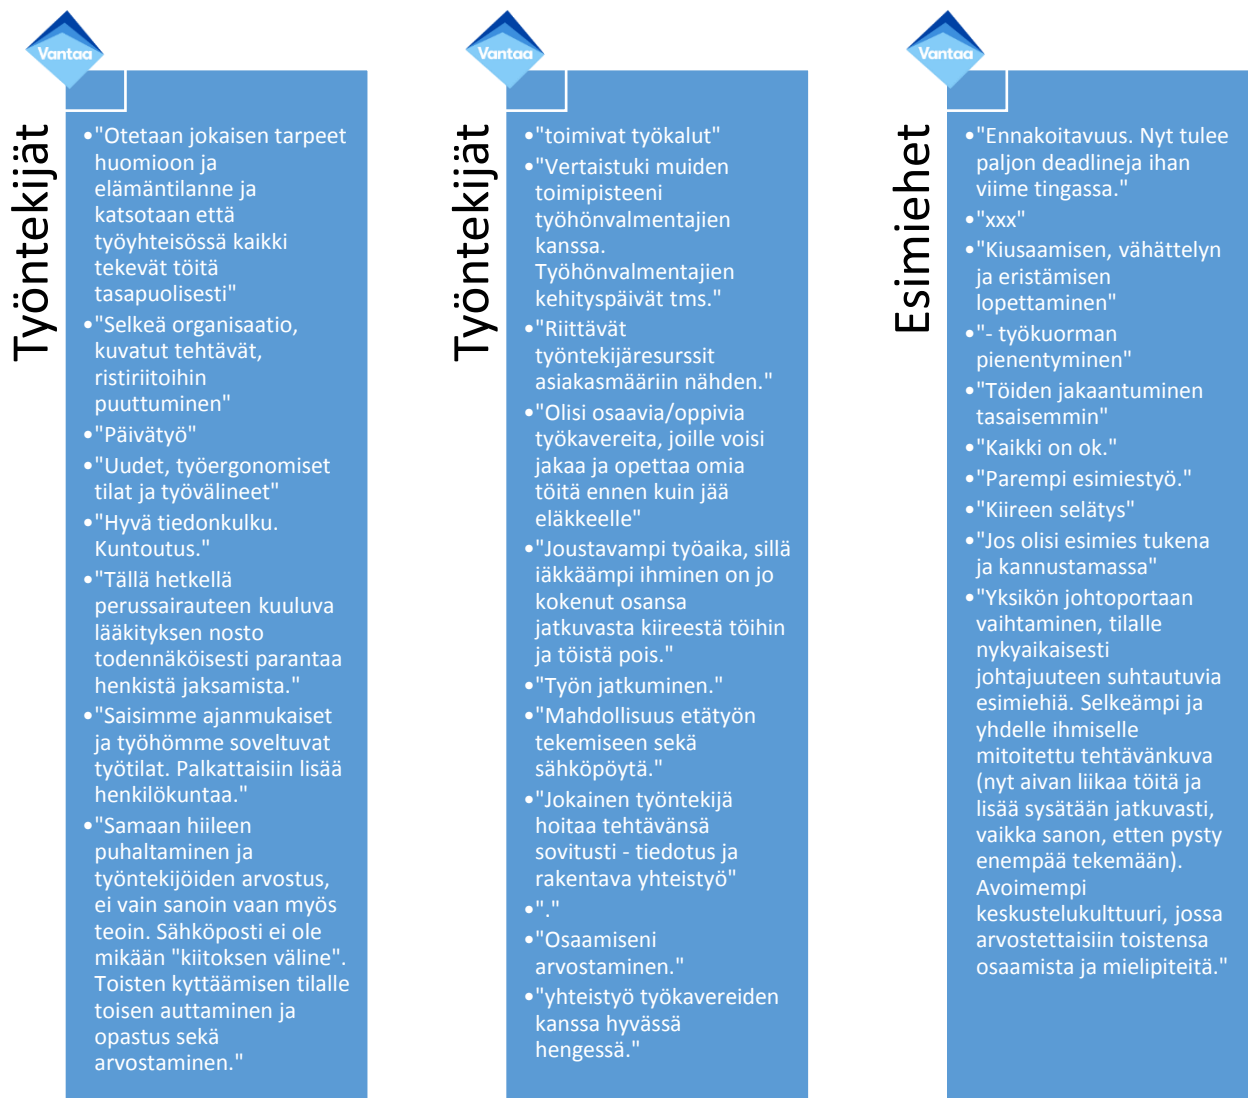 Vantaa
Työntekijät
•"Otetaan jokaisen tarpeet
huomioon ja
elämäntilanne ja
katsotaan että
työyhteisössä kaikki
tekevät töitä
tasapuolisesti"
•"Selkeä organisaatio,
kuvatut tehtävät,
ristiriitoihin
puuttuminen"
•"Päivätyö"
•"Uudet, työergonomiset
tilat ja työvälineet"
•"Hyvä tiedonkulku.
Kuntoutus."
•"Tällä hetkellä
perussairauteen kuuluva
lääkityksen nosto
todennäköisesti parantaa
henkistä jaksamista."
•"Saisimme ajanmukaiset
ja työhömme soveltuvat
työtilat. Palkattaisiin lisää
henkilökuntaa."
•"Samaan hiileen
puhaltaminen ja
työntekijöiden arvostus,
ei vain sanoin vaan myös
teoin. Sähköposti ei ole
mikään "kiitoksen väline".
Toisten kyttäämisen tilalle
toisen auttaminen ja
opastus sekä
arvostaminen."
Vantaa
Työntekijät
•"toimivat työkalut"
•"Vertaistuki muiden
toimipisteeni
työhönvalmentajien
kanssa.
Työhönvalmentajien
kehityspäivät tms."
•"Riittävät
työntekijäresurssit
asiakasmääriin nähden."
•"Olisi osaavia/oppivia
työkavereita, joille voisi
jakaa ja opettaa omia
töitä ennen kuin jää
eläkkeelle"
•"Joustavampi työaika, sillä
iäkkäämpi ihminen on jo
kokenut osansa
jatkuvasta kiireestä töihin
ja töistä pois."
•"Työn jatkuminen."
•"Mahdollisuus etätyön
tekemiseen sekä
sähköpöytä."
•"Jokainen työntekijä
hoitaa tehtävänsä
sovitusti - tiedotus ja
rakentava yhteistyö"
•"."
•"Osaamiseni
arvostaminen."
•"yhteistyö työkavereiden
kanssa hyvässä
hengessä."
Vantaa
Esimiehet
•"Ennakoitavuus. Nyt tulee
paljon deadlineja ihan
viime tingassa."
•"xxx"
•"Kiusaamisen, vähättelyn
ja eristämisen
lopettaminen"
•"- työkuorman
pienentyminen"
•"Töiden jakaantuminen
tasaisemmin"
•"Kaikki on ok."
•"Parempi esimiestyö."
•"Kiireen selätys"
•"Jos olisi esimies tukena
ja kannustamassa"
•"Yksikön johtoportaan
vaihtaminen, tilalle
nykyaikaisesti
johtajuuteen suhtautuvia
esimiehiä. Selkeämpi ja
yhdelle ihmiselle
mitoitettu tehtävänkuva
(nyt aivan liikaa töitä ja
lisää sysätään jatkuvasti,
vaikka sanon, etten pysty
enempää tekemään).
Avoimempi
keskustelukulttuuri, jossa
arvostettaisiin toistensa
osaamista ja mielipiteitä."